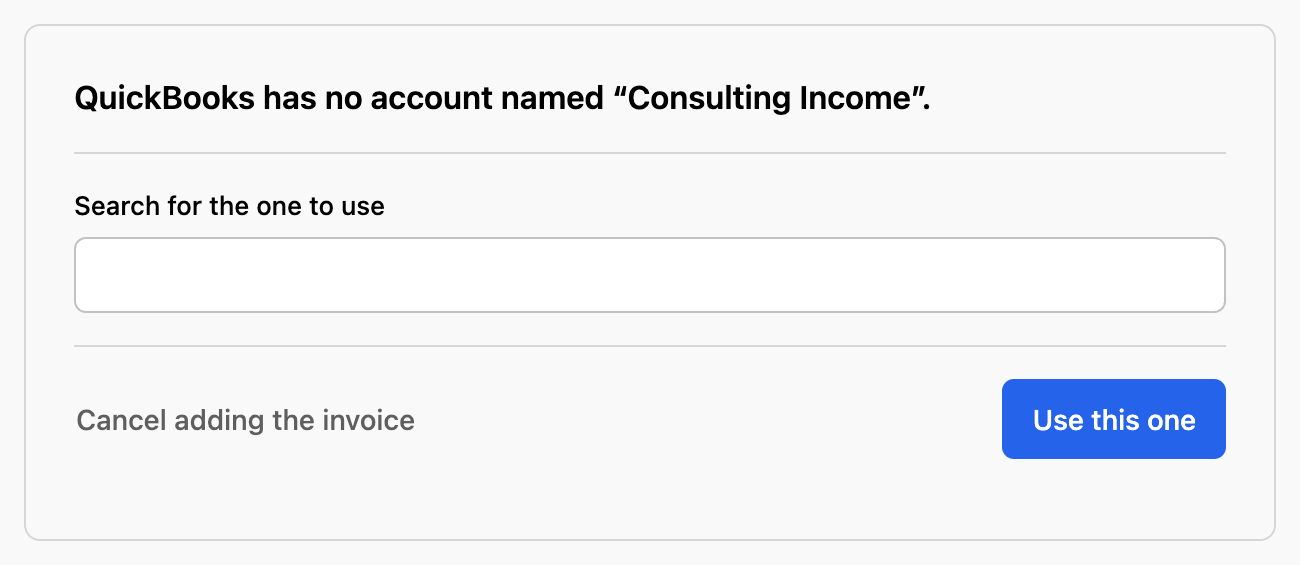 QuickBooks has no account named “Consulting Income”.
Search for the one to use
Cancel adding the invoice
Use this one